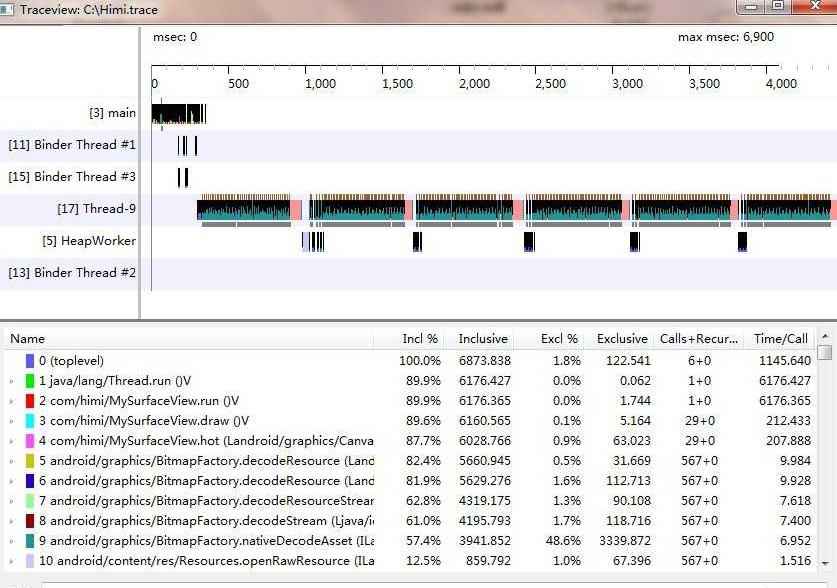 Traceview: C:\Himi.trace
msec: 0 max msec: 6,900
0 500 1,000 1,500 2,000 2,500 3,000 3,500 4,000
[3] main
[11] Binder Thread #1
[15] Binder Thread #3
[17] Thread-9
[5] HeapWorker
[13] Binder Thread #2
Name Incl % Inclusive Excl % Exclusive Calls+Recur... Time/Call
0 (toplevel) 100.0% 6873.838 1.8% 122.541 6+0 1145.640
1 java/lang/Thread.run ()V 89.9% 6176.427 0.0% 0.062 1+0 6176.427
2 com/himi/MySurfaceView.run ()V 89.9% 6176.365 0.0% 1.744 1+0 6176.365
3 com/himi/MySurfaceView.draw ()V 89.6% 6160.565 0.1% 5.164 29+0 212.433
4 com/himi/MySurfaceView.hot (Landroid/graphics/Canva 87.7% 6028.766 0.9% 63.023 29+0 207.888
5 android/graphics/BitmapFactory.decodeResource (Land 82.4% 5660.945 0.5% 31.669 567+0 9.984
6 android/graphics/BitmapFactory.decodeResource (Land 81.9% 5629.276 1.6% 112.713 567+0 9.928
7 android/graphics/BitmapFactory.decodeResourceStrear 62.8% 4319.175 1.3% 90.108 567+0 7.618
8 android/graphics/BitmapFactory.decodeStream (Ljava/i 61.0% 4195.793 1.7% 118.716 567+0 7.400
9 android/graphics/BitmapFactory.nativeDecodeAsset (ILa 57.4% 3941.852 48.6% 3339.872 567+0 6.952
10 android/content/res/Resources.openRawResource (ILa 12.5% 859.792 1.0% 67.396 567+0 1.516